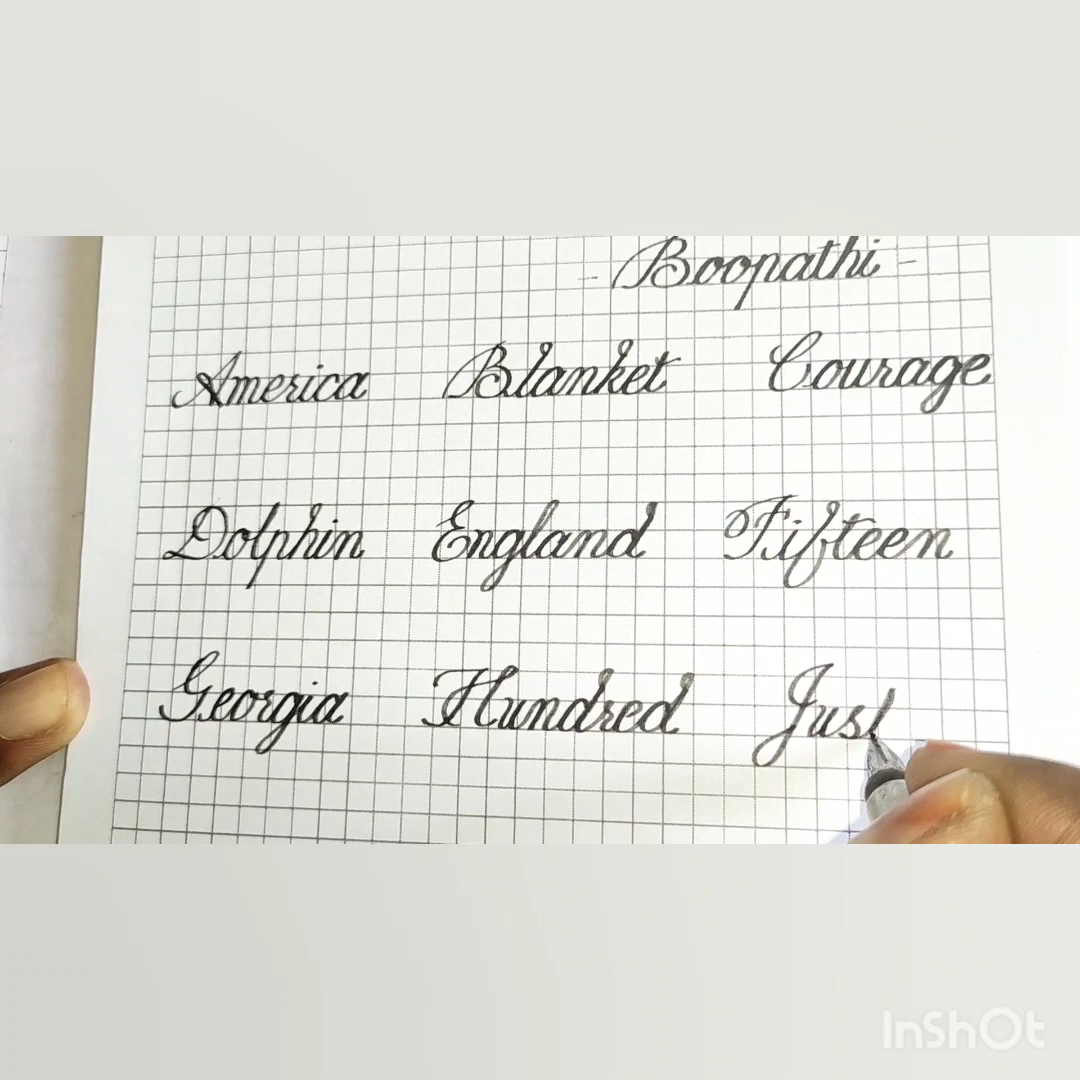 - Boopathi -
America Blanket Courage
Dolphin England Fifteen
Georgia Hundred Just
InShOt